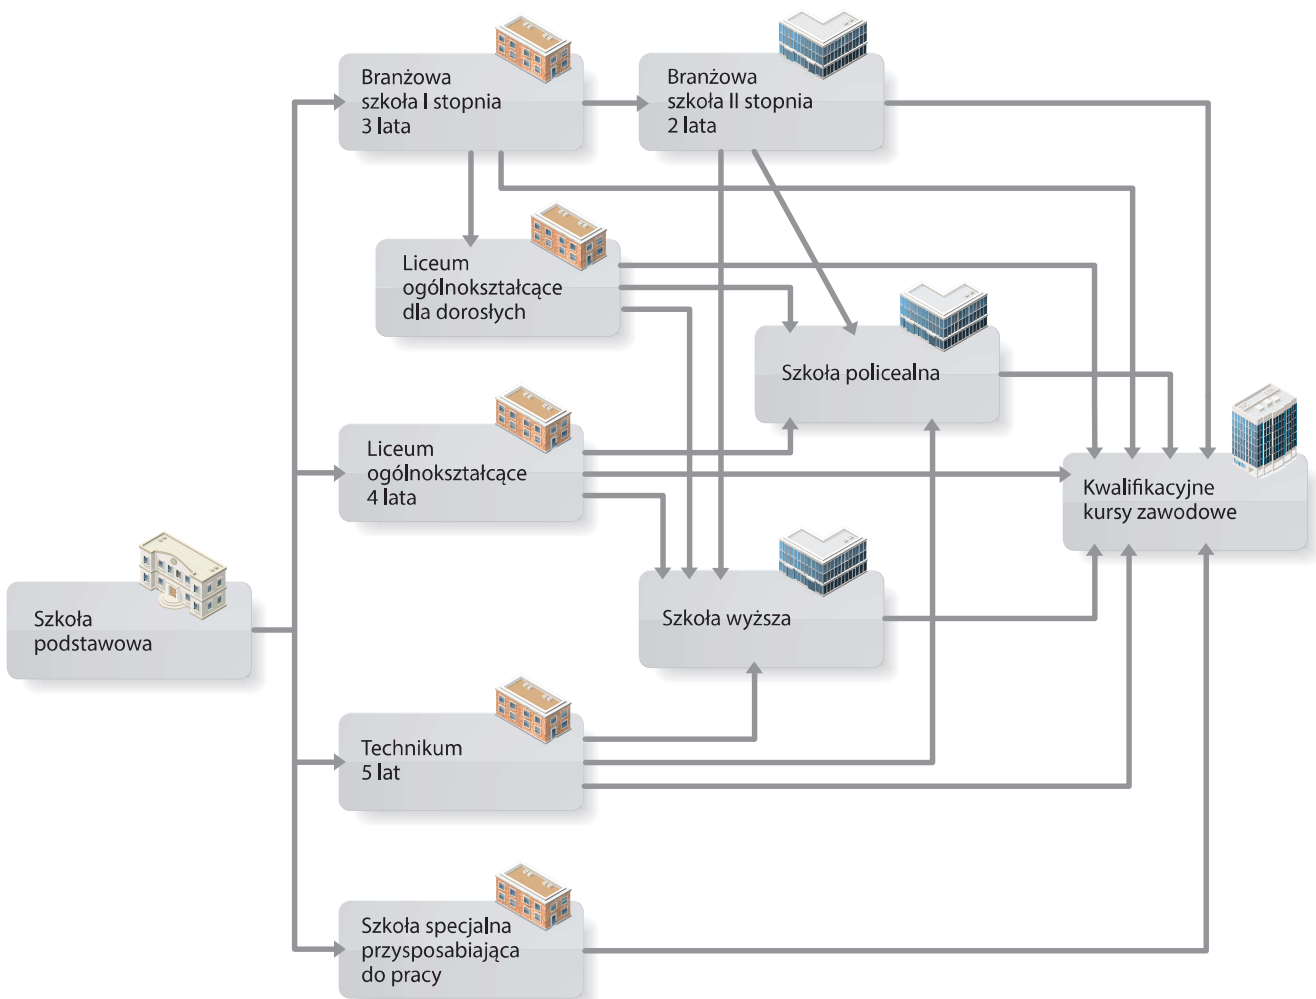 Branżowa
szkoła I stopnia
3 lata
Branżowa
szkoła II stopnia
2 lata
Liceum
ogólnokształcące
dla dorosłych
Szkoła policealna
Liceum
ogólnokształcące
4 lata
Kwalifikacyjne
kursy zawodowe
Szkoła
podstawowa
Szkoła wyższa
Technikum
5 lat
Szkoła specjalna
przysposabiająca
do pracy